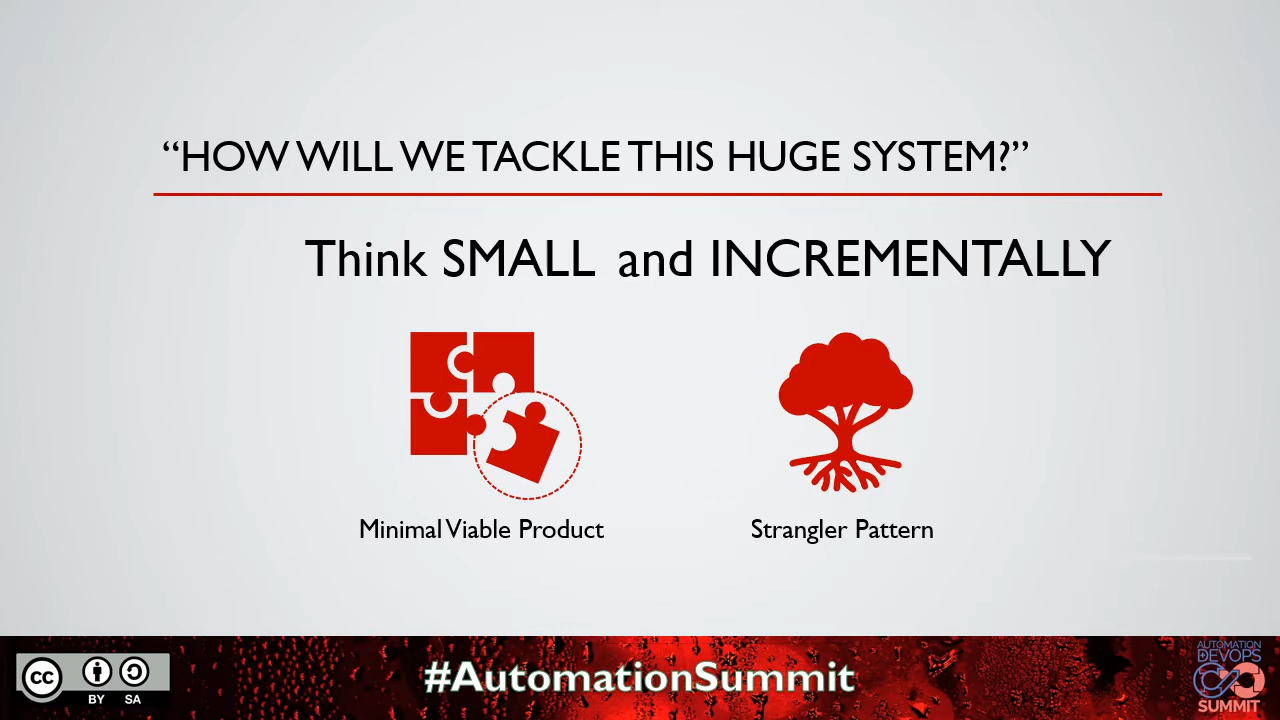 “HOW WILL WE TACKLE THIS HUGE SYSTEM?”
Think SMALL and INCREMENTALLY
Minimal Viable Product
Strangler Pattern
cc
BY SA
#AutomationSummit
AUTOMATION
DEVOPS
SUMMIT